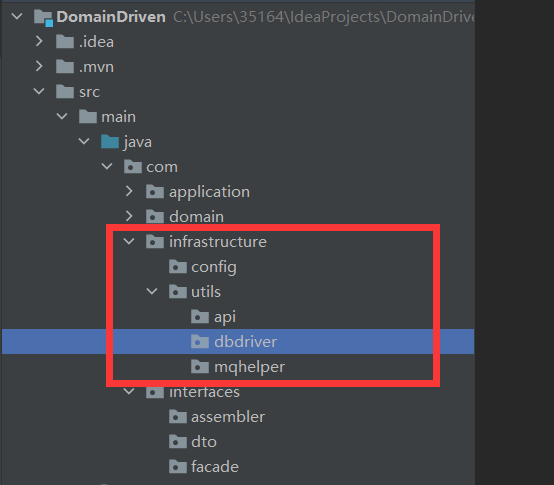 DomainDriven C:\Users\35164\IdeaProjects\DomainDrive
.idea
.mvn
src
main
java
com
application
domain
infrastructure
config
utils
api
dbdriver
mqhelper
interfaces
assembler
dto
facade